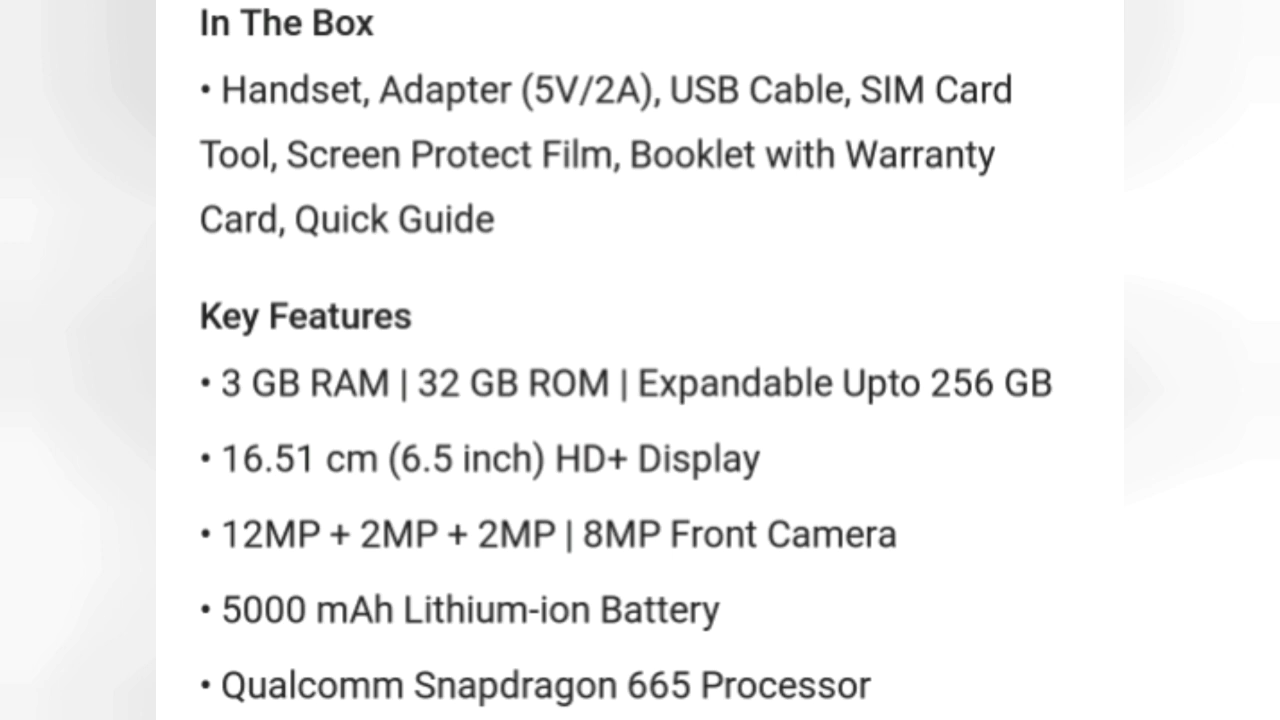 In The Box
• Handset, Adapter (5V/2A), USB Cable, SIM Card
Tool, Screen Protect Film, Booklet with Warranty
Card, Quick Guide
Key Features
• 3 GB RAM | 32 GB ROM | Expandable Upto 256 GB
• 16.51 cm (6.5 inch) HD+ Display
• 12MP + 2MP + 2MP | 8MP Front Camera
• 5000 mAh Lithium-ion Battery
• Qualcomm Snapdragon 665 Processor